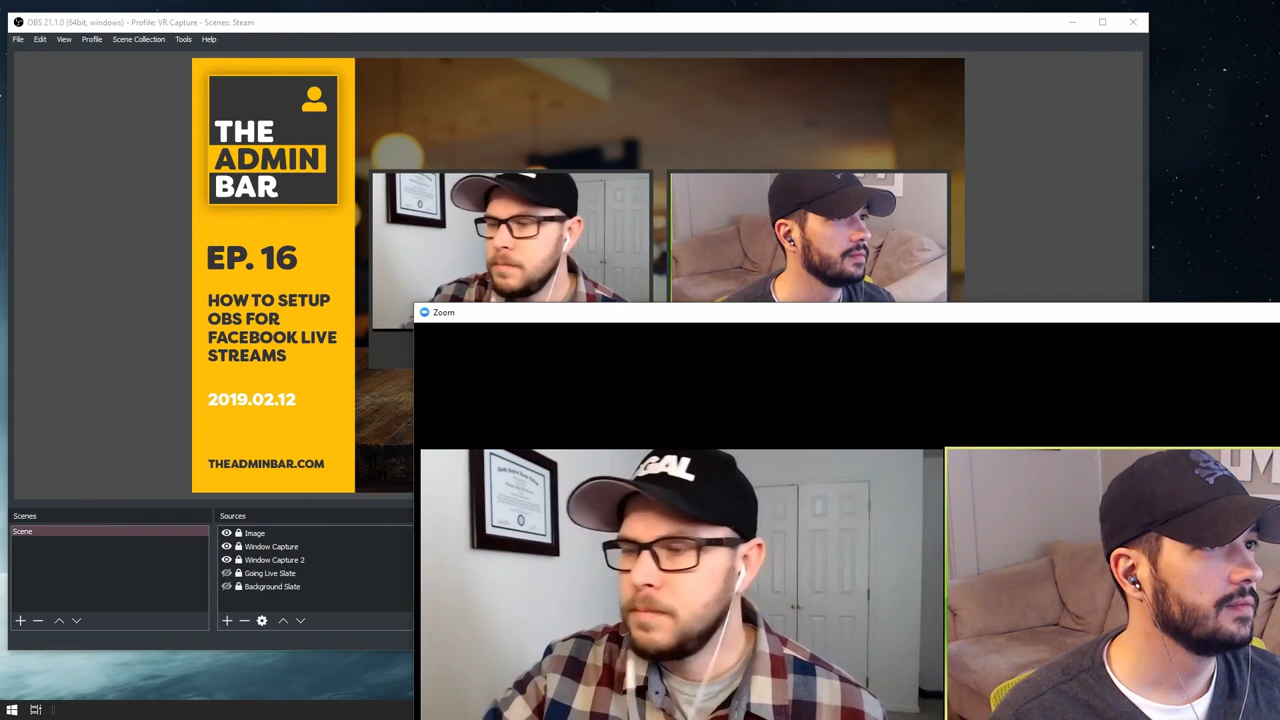 OBS 21.1.0 (64bit, windows) - Profile: VR Capture - Scenes: Steam
File Edit View Profile Scene Collection Tools Help
THE
ADMIN
BAR
EP. 16
HOW TO SETUP
OBS FOR
FACEBOOK LIVE
STREAMS
2019.02.12
THEADMINBAR.COM
Zoom
GAL
Scenes
Scene
Sources
Image
Window Capture
Window Capture 2
Going Live Slate
Background Slate